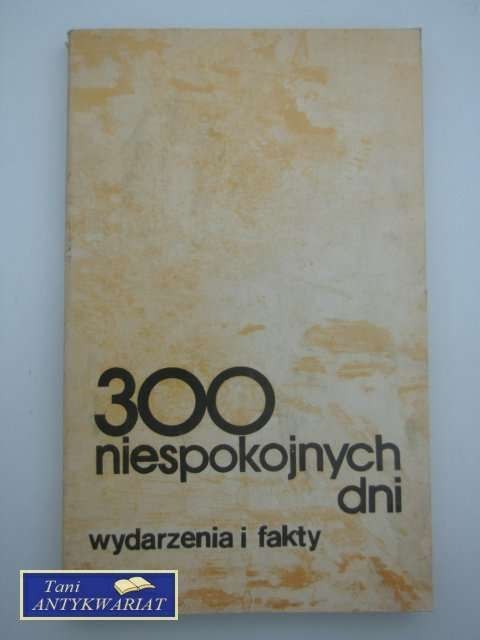 300
niespokojnych
dni
wydarzenia i fakty
Tani
ANTYKWARIAT